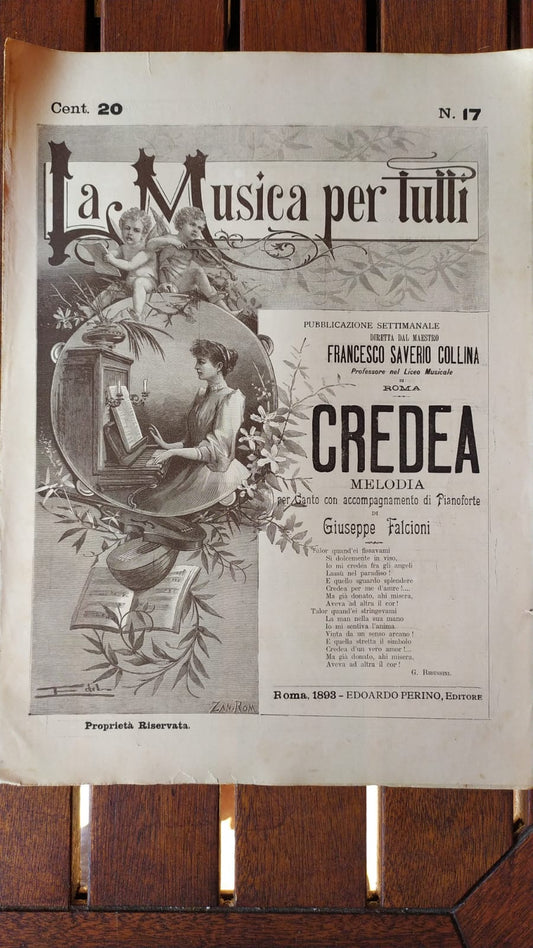 Cent. 20
N. 17
La Musica per tutti
PUBBLICAZIONE SETTIMANALE
DIRETTA DAL MAESTRO
FRANCESCO SAVERIO COLLINA
Professore nel Liceo Musicale
DI
ROMA
CREDEA
MELODIA
per Canto con accompagnamento di Pianoforte
DI
Giuseppe Falcioni
Talor quand'ei fissavami
Sì dolcemente in viso,
Io mi credea fra gli angeli
Lassù nel paradiso!
E quello sguardo splendere
Credea per me d'amre!....
Ma già donato, ahi misera,
Aveva ad altra il cor!
Talor quand'ei stringevami
La man nella sua mano
Io mi sentiva l'anima
Vinta da un senso arcano!
E quella stretta il simbolo
Credea d'un vero amor!...
Ma già donato, ahi misera,
Aveva ad altra il cor!
G.
Roma, 1893 - EDOARDO PERINO, EDITORE
ZAN. ROM
Proprietà Riservata.